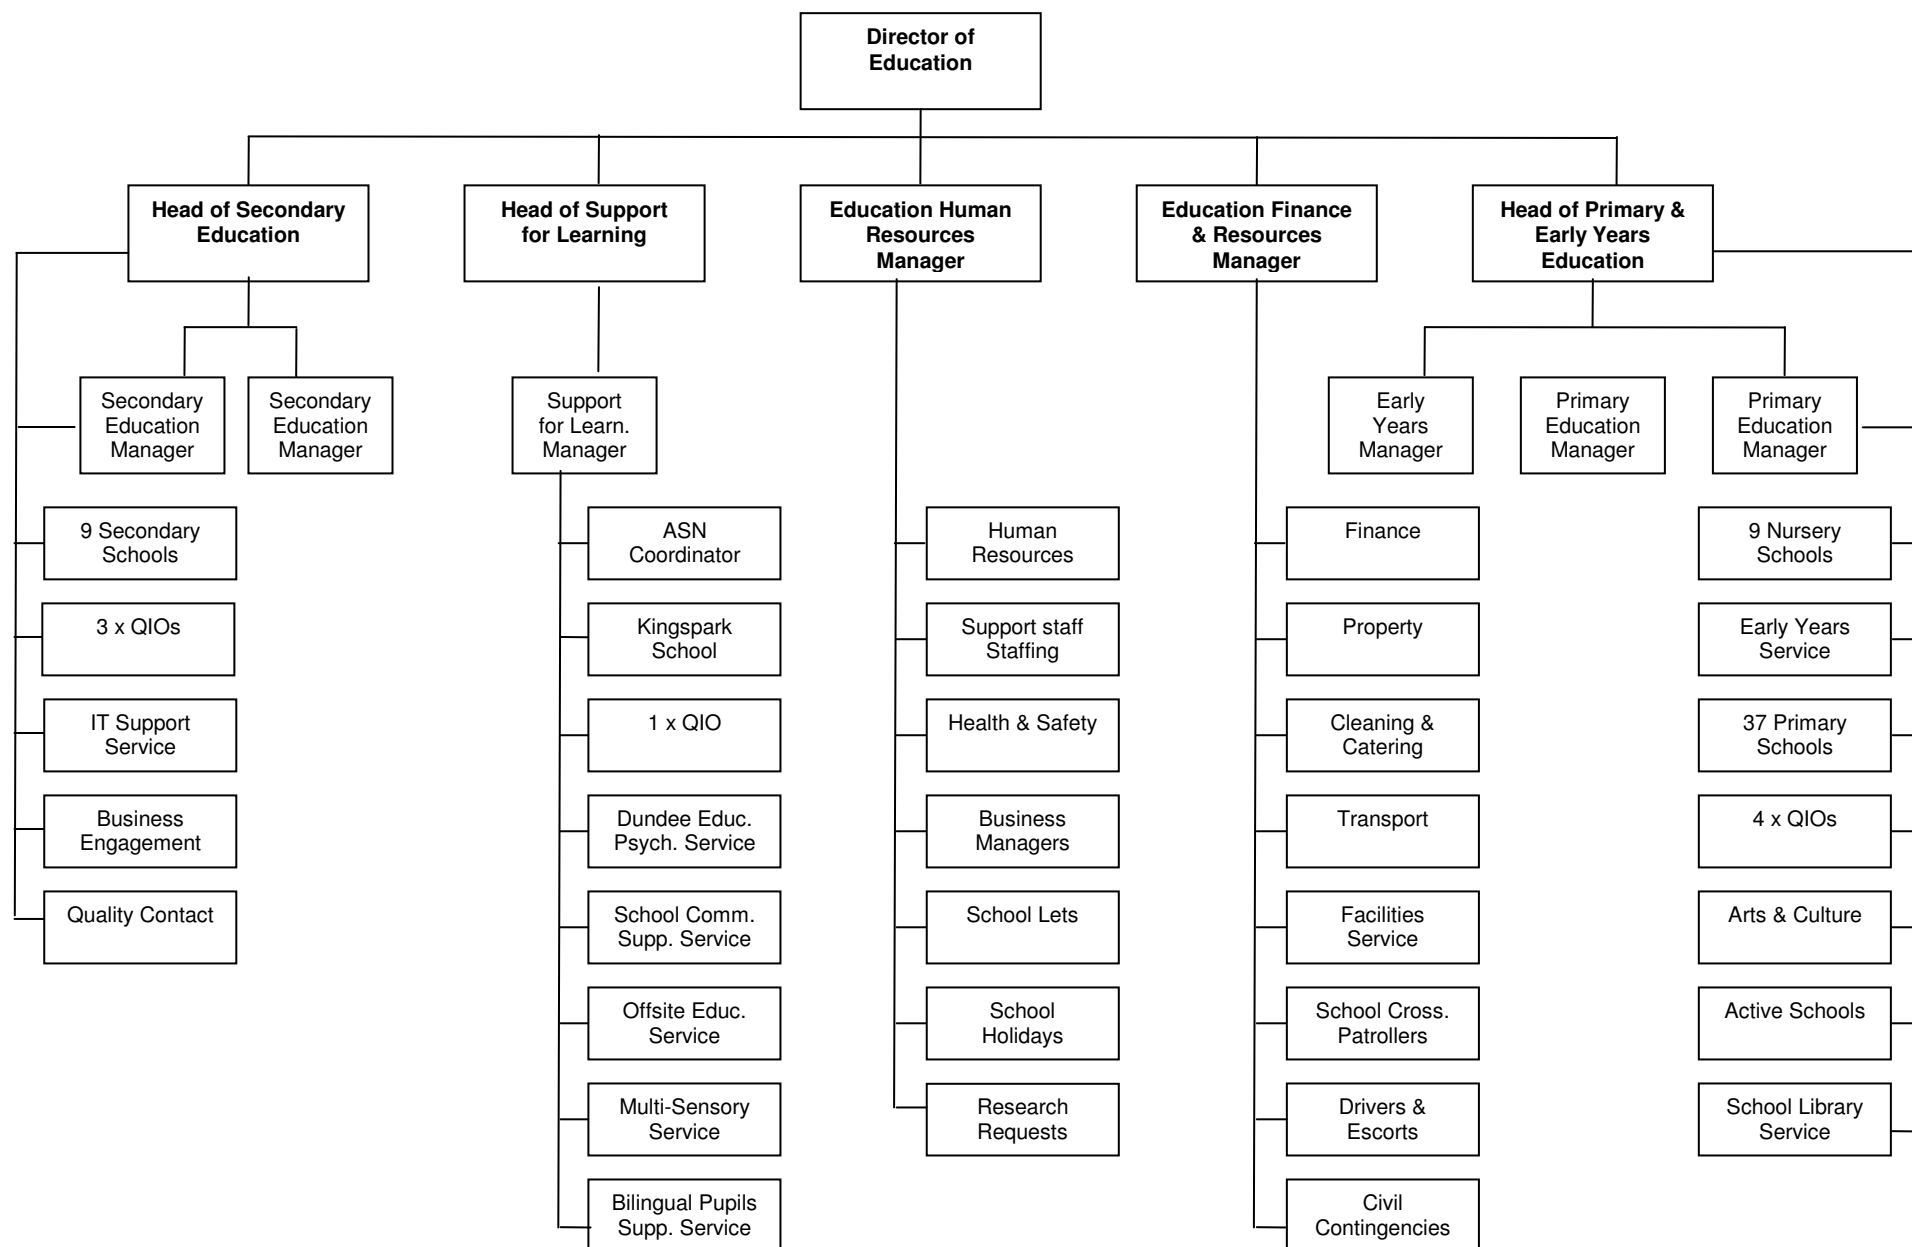 Director of
Education
Head of Secondary
Education
Head of Support
for Learning
Education Human
Resources
Manager
Education Finance
& Resources
Manager
Head of Primary &
Early Years
Education
Secondary
Education
Manager
Secondary
Education
Manager
Support
for Learn.
Manager
Early
Years
Manager
Primary
Education
Manager
Primary
Education
Manager
9 Secondary
Schools
3 x QIOs
IT Support
Service
Business
Engagement
Quality Contact
ASN
Coordinator
Kingspark
School
1 x QIO
Dundee Educ.
Psych. Service
School Comm.
Supp. Service
Offsite Educ.
Service
Multi-Sensory
Service
Bilingual Pupils
Supp. Service
Human
Resources
Support staff
Staffing
Health & Safety
Business
Managers
School Lets
School
Holidays
Research
Requests
Finance
Property
Cleaning &
Catering
Transport
Facilities
Service
School Cross.
Patrollers
Drivers &
Escorts
Civil
Contingencies
9 Nursery
Schools
Early Years
Service
37 Primary
Schools
4 x QIOs
Arts & Culture
Active Schools
School Library
Service